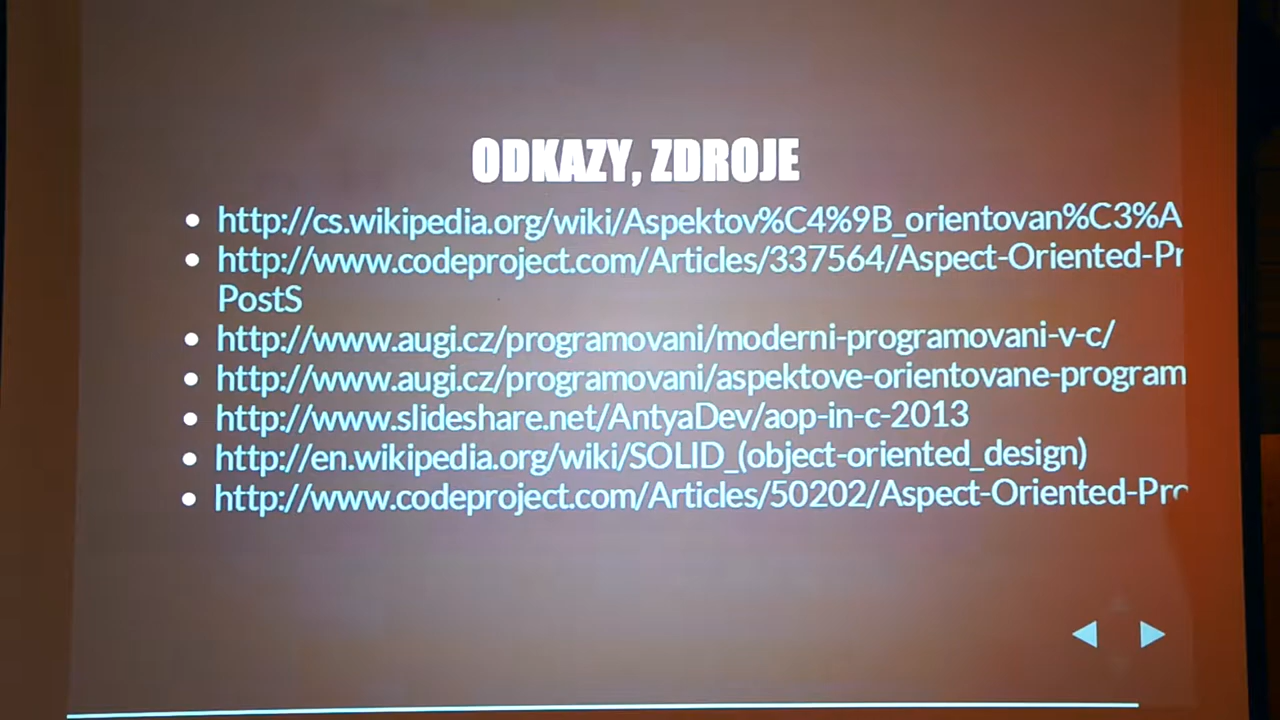 ODKAZY, ZDROJE
http://cs.wikipedia.org/wiki/Aspektov%C4%9B_orientovan%C3%A
http://www.codeproject.com/Articles/337564/Aspect-Oriented-Pr
PostS
http://www.augi.cz/programovani/moderni-programovani-v-c/
http://www.augi.cz/programovani/aspektove-orientovane-program
http://www.slideshare.net/AntyaDev/aop-in-c-2013
http://en.wikipedia.org/wiki/SOLID_(object-oriented_design)
http://www.codeproject.com/Articles/50202/Aspect-Oriented-Pro